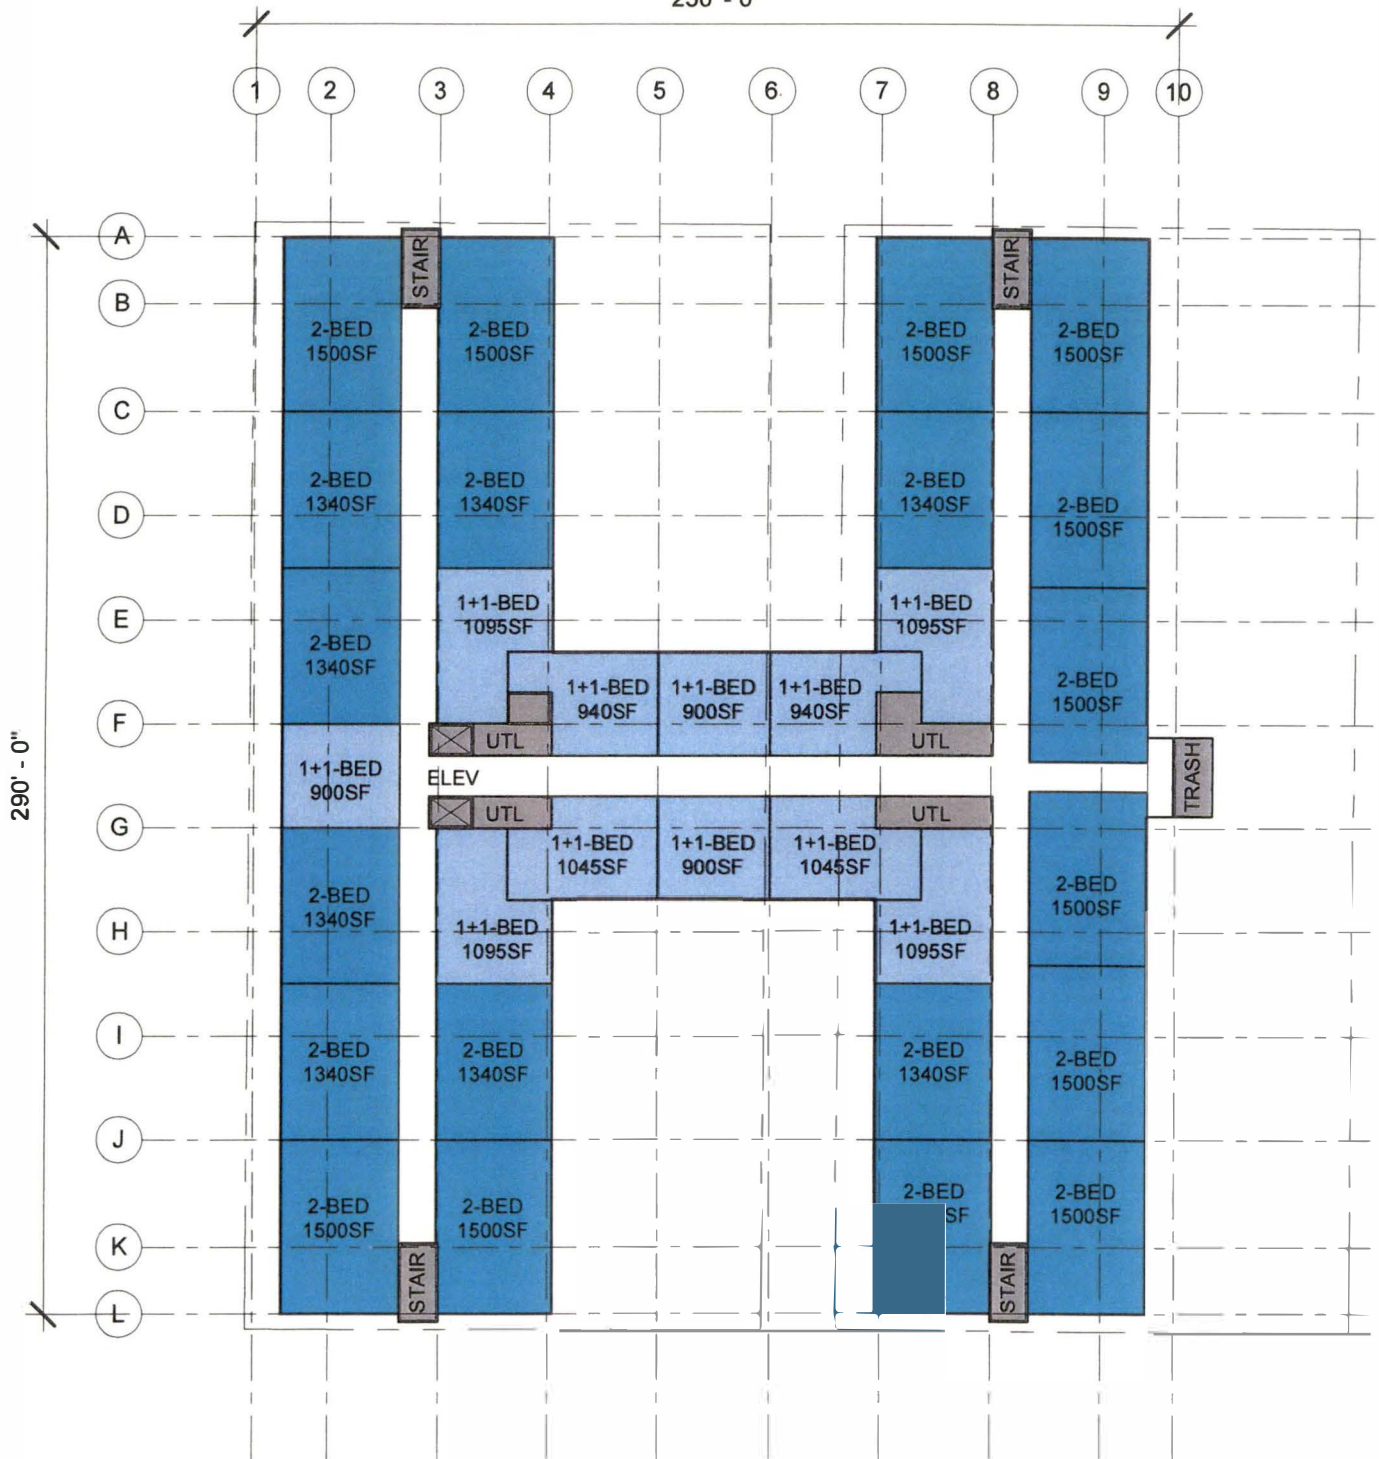 1 2 3 4 5 6 7 8 9 10
A
STAIR
STAIR
B
2-BED
1500SF
2-BED
1500SF
2-BED
1500SF
2-BED
1500SF
C
2-BED
1340SF
2-BED
1340SF
2-BED
1340SF
2-BED
1500SF
D
E
1+1-BED
1095SF
1+1-BED
1095SF
2-BED
1340SF
2-BED
1500SF
1+1-BED
940SF
1+1-BED
900SF
1+1-BED
940SF
F
UTL
UTL
290' - 0"
1+1-BED
900SF
ELEV
TRASH
UTL
UTL
G
1+1-BED
1045SF
1+1-BED
900SF
1+1-BED
1045SF
2-BED
1340SF
2-BED
1500SF
H
1+1-BED
1095SF
1+1-BED
1095SF
I
2-BED
1340SF
2-BED
1340SF
2-BED
1340SF
2-BED
1500SF
J
2-BED
1500SF
2-BED
1500SF
2-BED
SF
2-BED
1500SF
K
STAIR
STAIR
L